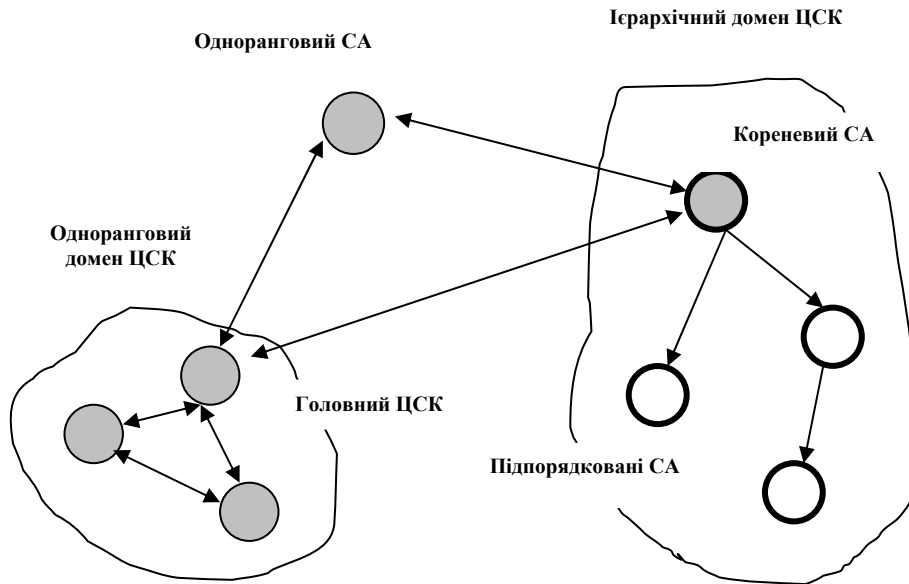 Ієрархічний домен ЦСК
Одноранговий СА
Кореневий СА
Одноранговий
домен ЦСК
Головний ЦСК
Підпорядковані СА